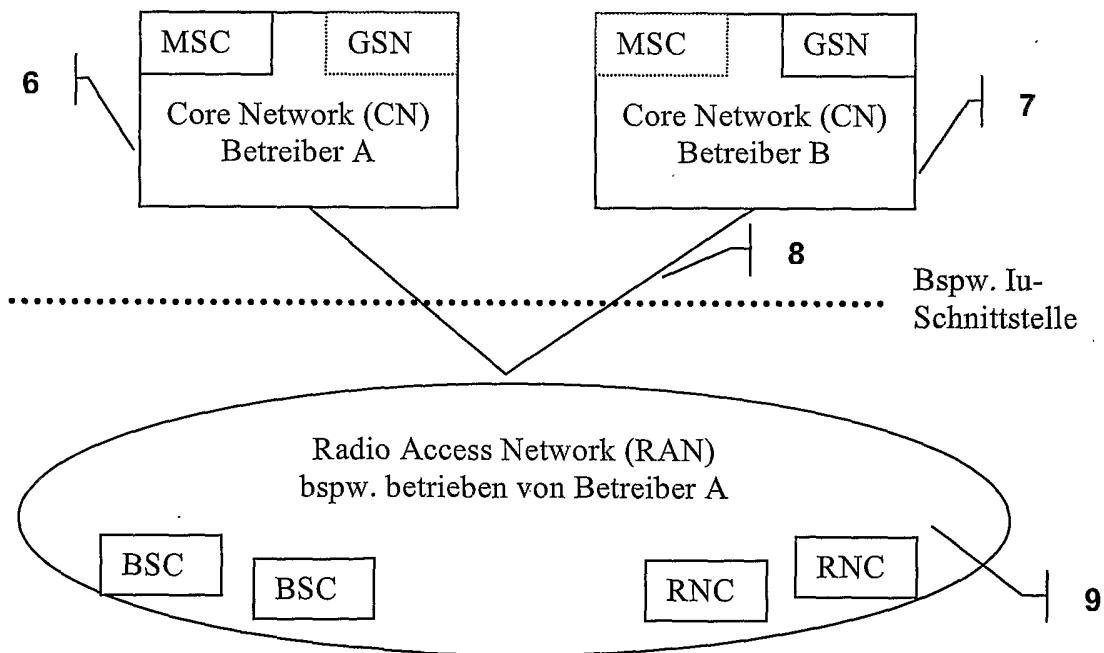 MSC
GSN
MSC
GSN
6
Core Network (CN)
Betreiber A
Core Network (CN)
Betreiber B
7
8
Bspw. Iu-
Schnittstelle
Radio Access Network (RAN)
bspw. betrieben von Betreiber A
BSC
BSC
RNC
RNC
9